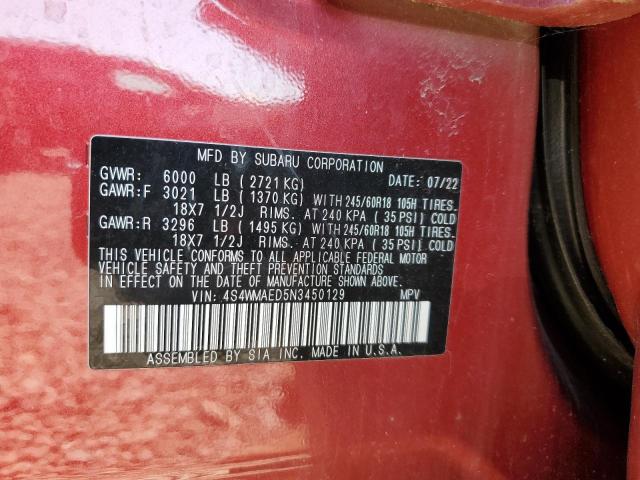 MFD BY SUBARU CORPORATION
GVWR: 6000 LB (2721 KG) DATE: 07/22
GAWR:F 3021 LB (1370 KG) WITH 245/60R18 105H TIRES.
18X7 1/2J RIMS. AT 240 KPA (35 PSI) COLD
GAWR:R 3296 LB (1495 KG) WITH 245/60R18 105H TIRES.
18X7 1/2J RIMS. AT 240 KPA (35 PSI) COLD
THIS VEHICLE CONFORMS TO ALL APPLICABLE FEDERAL MOTOR
VEHICLE SAFETY AND THEFT PREVENTION STANDARDS
IN EFFECT ON THE DATE OF MANUFACTURE SHOWN ABOVE.
VIN: 4S4WMAED5N3450129 MPV
ASSEMBLED BY SIA INC. MADE IN U.S.A.